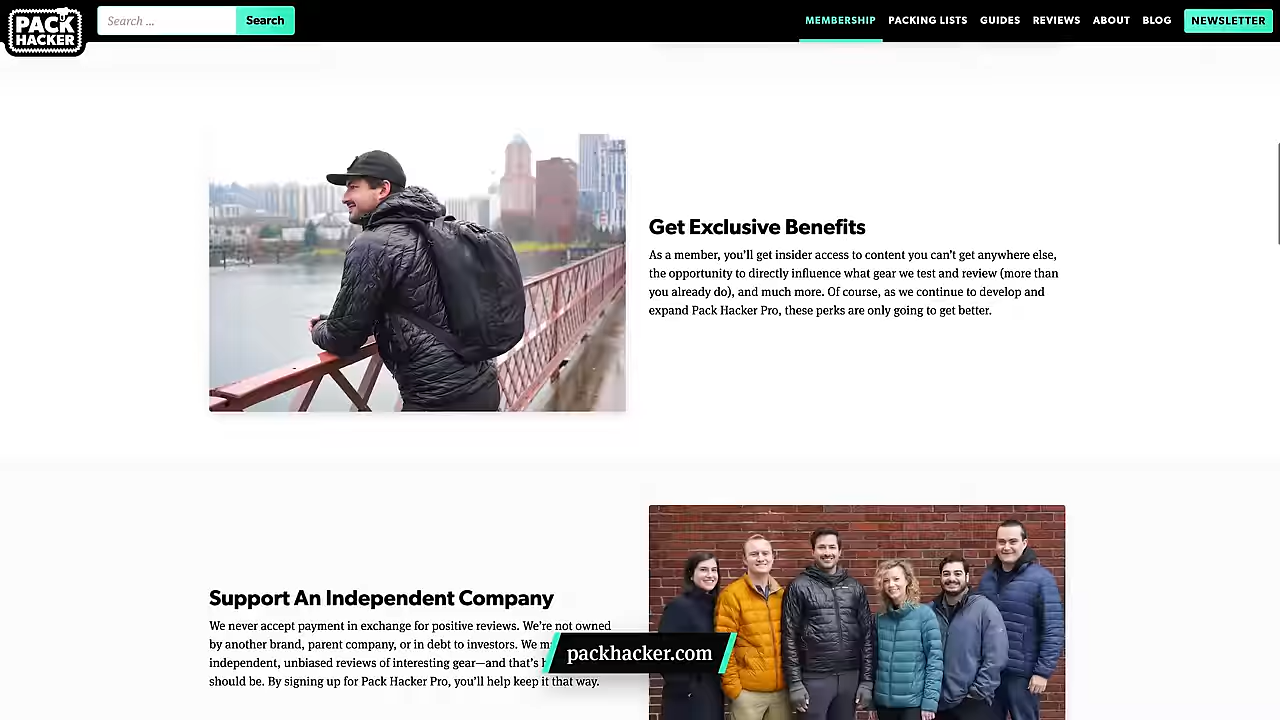 PACK
HACKER
Search ...
Search
MEMBERSHIP
PACKING LISTS
GUIDES
REVIEWS
ABOUT
BLOG
NEWSLETTER
Get Exclusive Benefits
As a member, you'll get insider access to content you can't get anywhere else,
the opportunity to directly influence what gear we test and review (more than
you already do), and much more. Of course, as we continue to develop and
expand Pack Hacker Pro, these perks are only going to get better.
Support An Independent Company
We never accept payment in exchange for positive reviews. We're not owned
by another brand, parent company, or in debt to investors. We
independent, unbiased reviews of interesting gear—and that's
should be. By signing up for Pack Hacker Pro, you'll help keep it that way.
packhacker.com